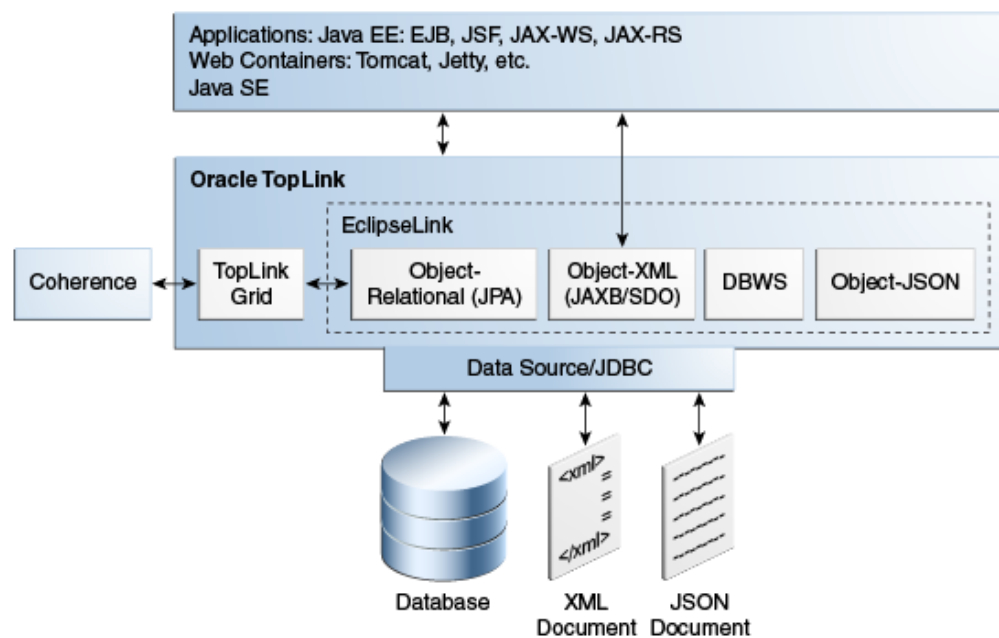 Applications: Java EE: EJB, JSF, JAX-WS, JAX-RS
Web Containers: Tomcat, Jetty, etc.
Java SE
Oracle TopLink
EclipseLink
Coherence
TopLink
Grid
Object-
Relational (JPA)
Object-XML
(JAXB/SDO)
DBWS
Object-JSON
Data Source/JDBC
<xml>
=
=
=
</xml>
Database
XML
Document
JSON
Document